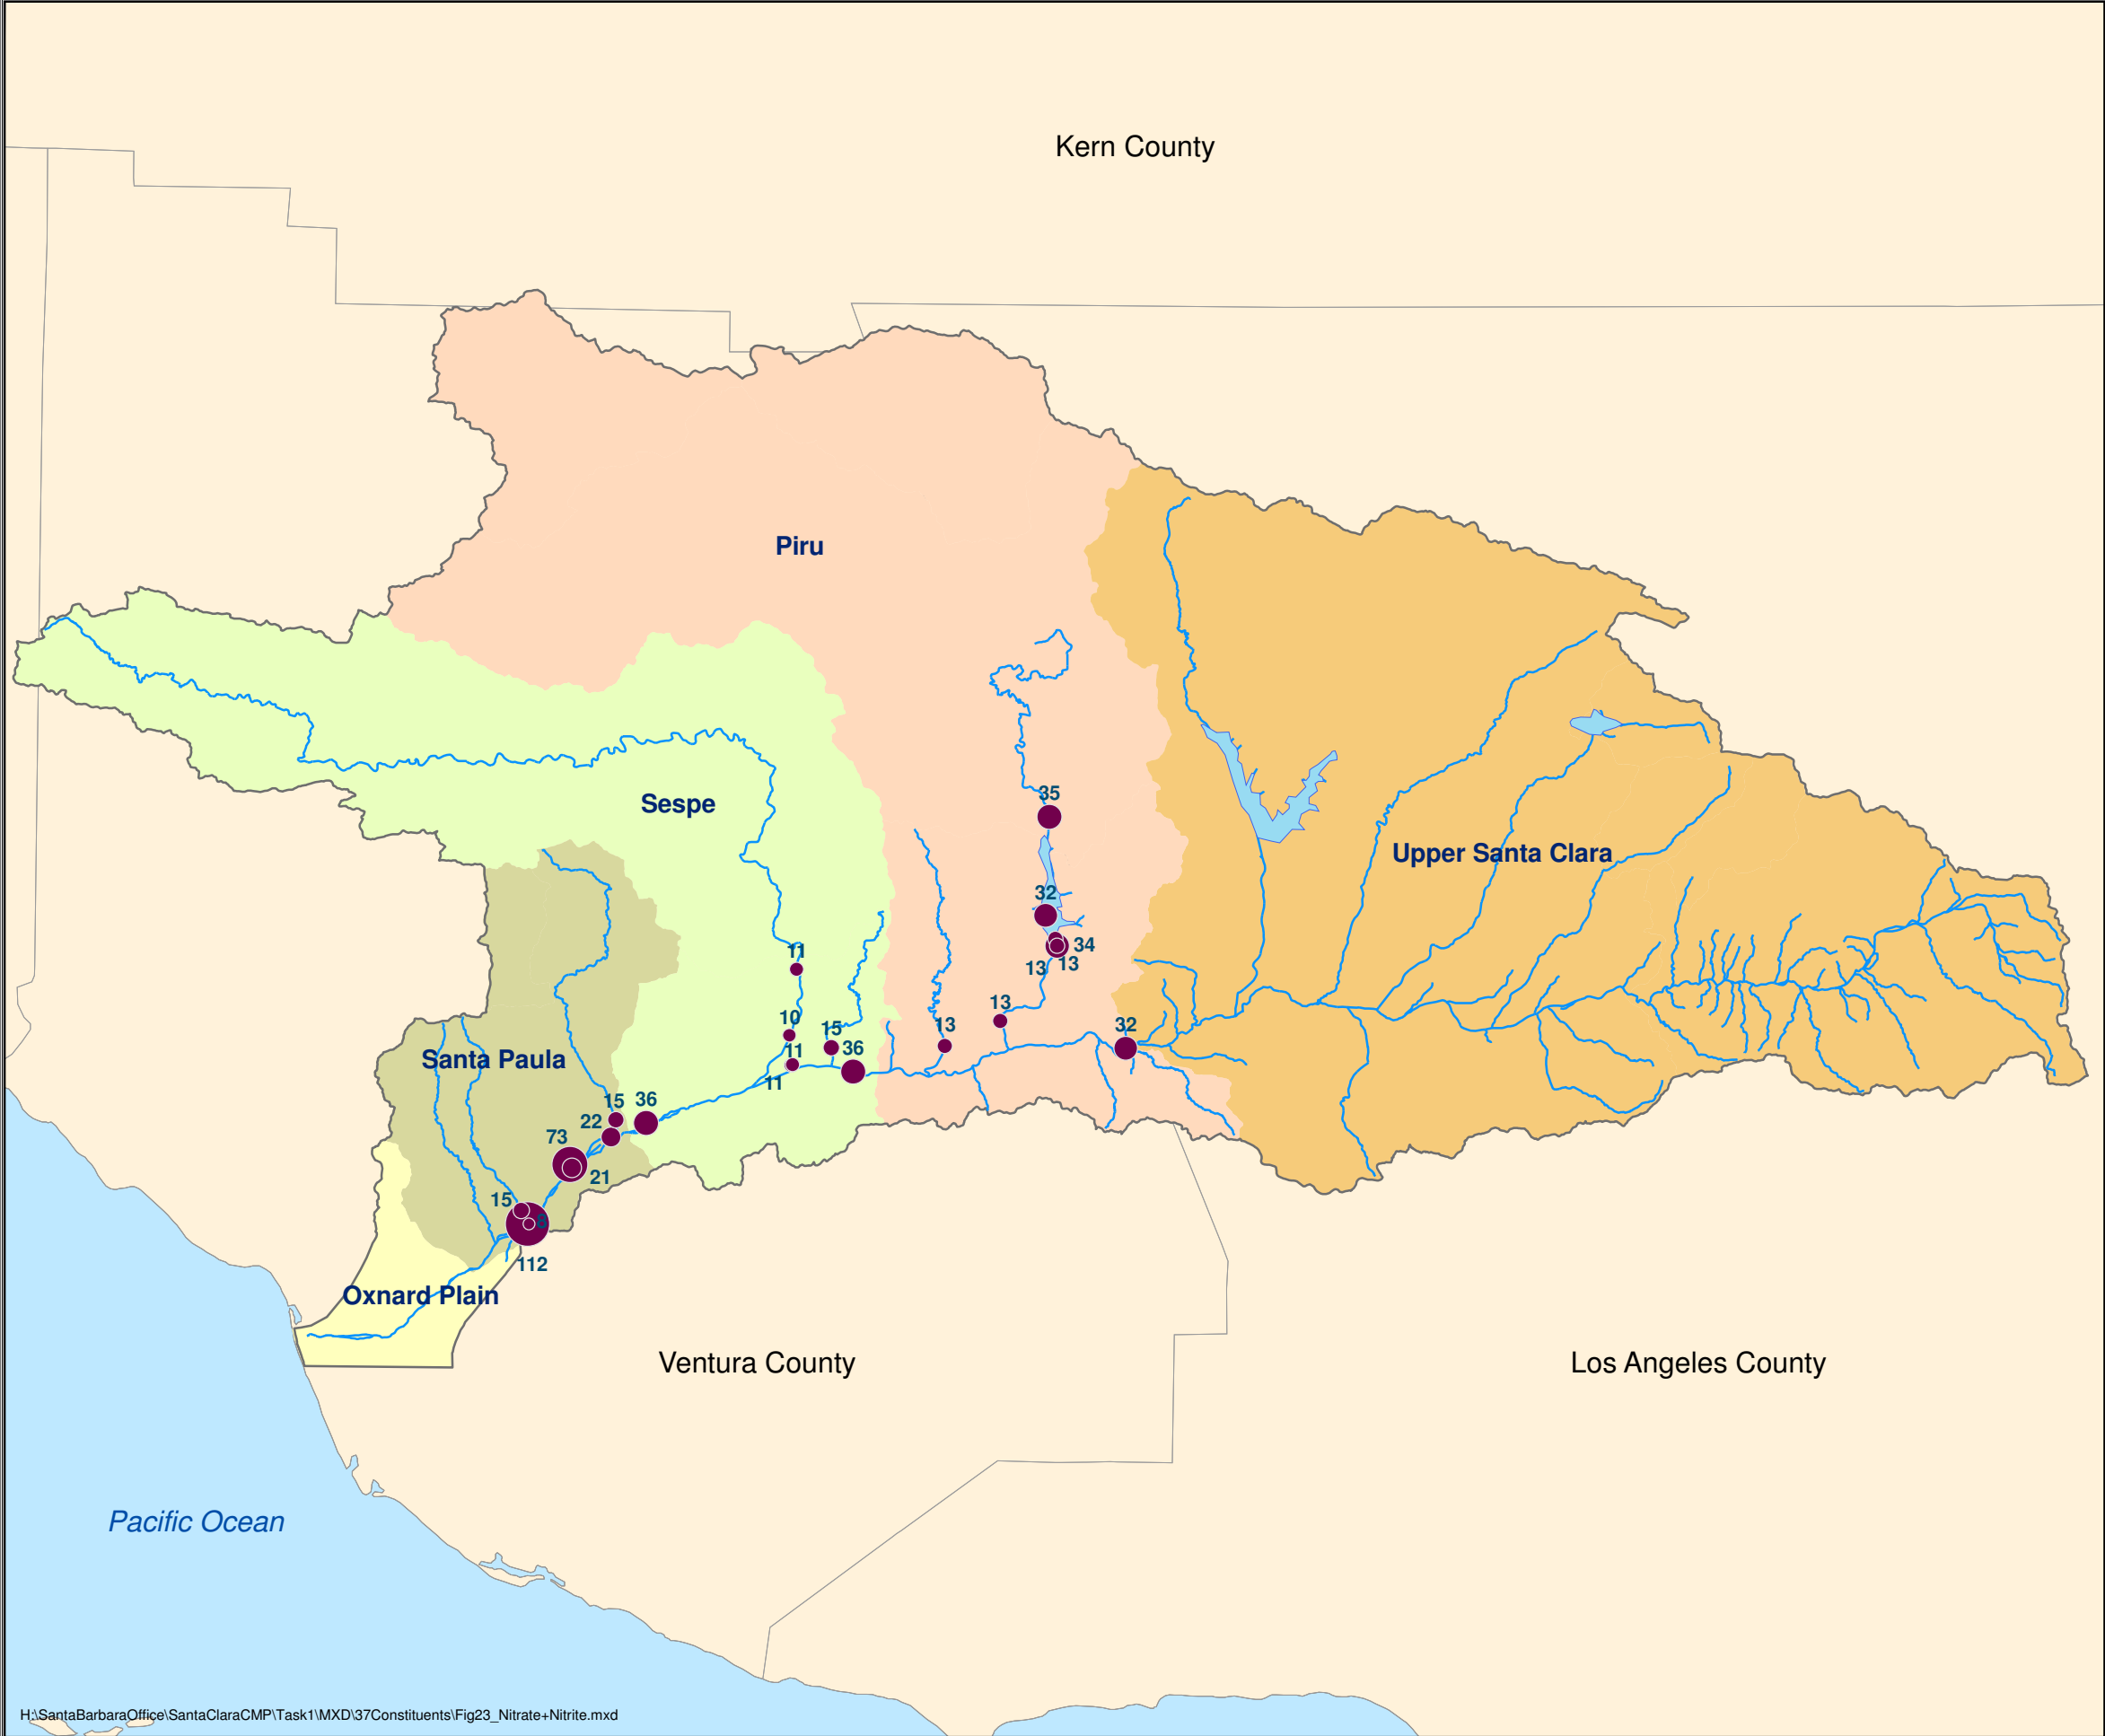 Kern County
Piru
Sespe
35
Upper Santa Clara
32
11
34
13
13
13
10
15
13
32
11
36
11
Santa Paula
15
36
22
73
21
15
8
112
Oxnard Plain
Ventura County
Los Angeles County
Pacific Ocean
H:\SantaBarbaraOffice\SantaClaraCMP\Task1\MXD\37Constituents\Fig23_Nitrate+Nitrite.mxd